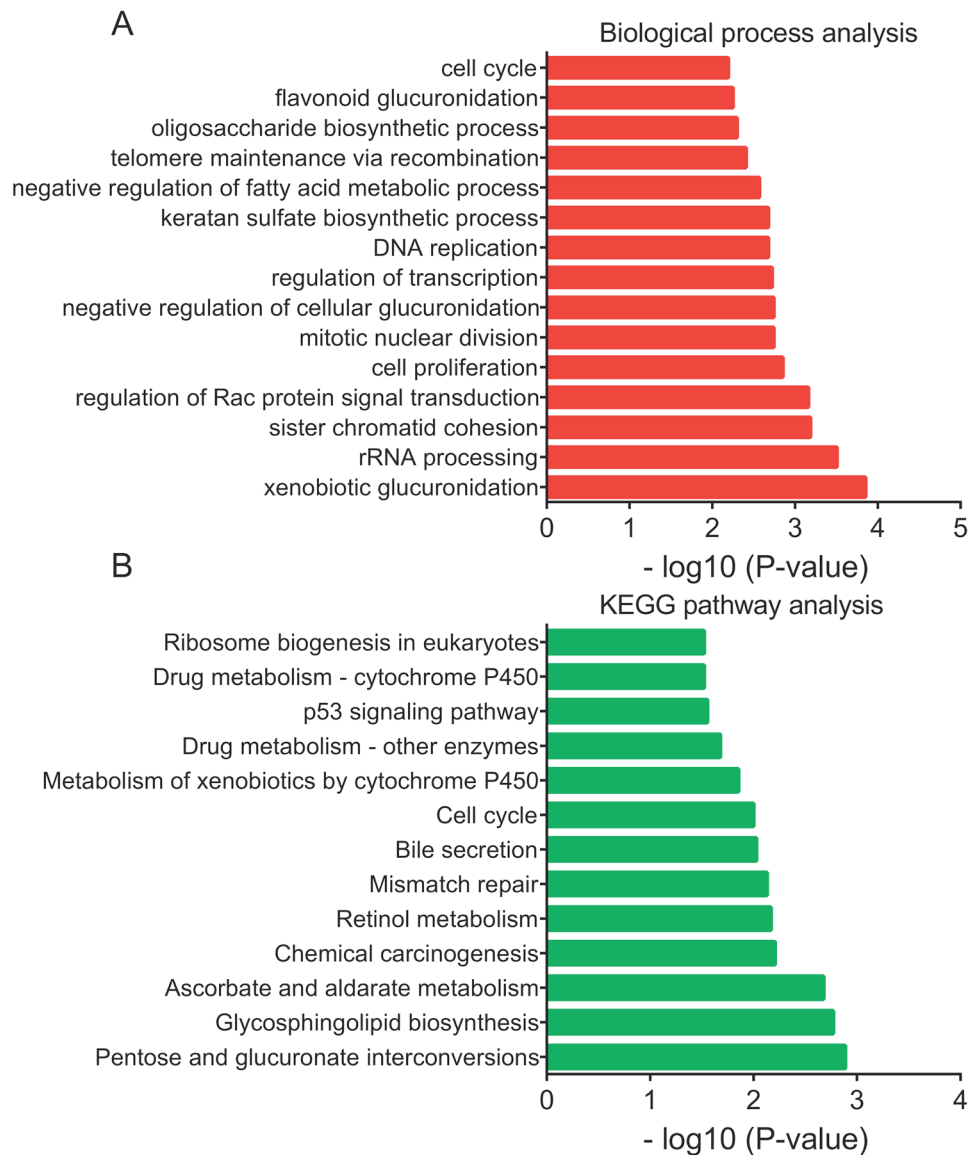 A
Biological process analysis
cell cycle
flavonoid glucuronidation
oligosaccharide biosynthetic process
telomere maintenance via recombination
negative regulation of fatty acid metabolic process
keratan sulfate biosynthetic process
DNA replication
regulation of transcription
negative regulation of cellular glucuronidation
mitotic nuclear division
cell proliferation
regulation of Rac protein signal transduction
sister chromatid cohesion
rRNA processing
xenobiotic glucuronidation
0 1 2 3 4 5
- log10 (P-value)
B
KEGG pathway analysis
Ribosome biogenesis in eukaryotes
Drug metabolism - cytochrome P450
p53 signaling pathway
Drug metabolism - other enzymes
Metabolism of xenobiotics by cytochrome P450
Cell cycle
Bile secretion
Mismatch repair
Retinol metabolism
Chemical carcinogenesis
Ascorbate and aldarate metabolism
Glycosphingolipid biosynthesis
Pentose and glucuronate interconversions
0 1 2 3 4
- log10 (P-value)